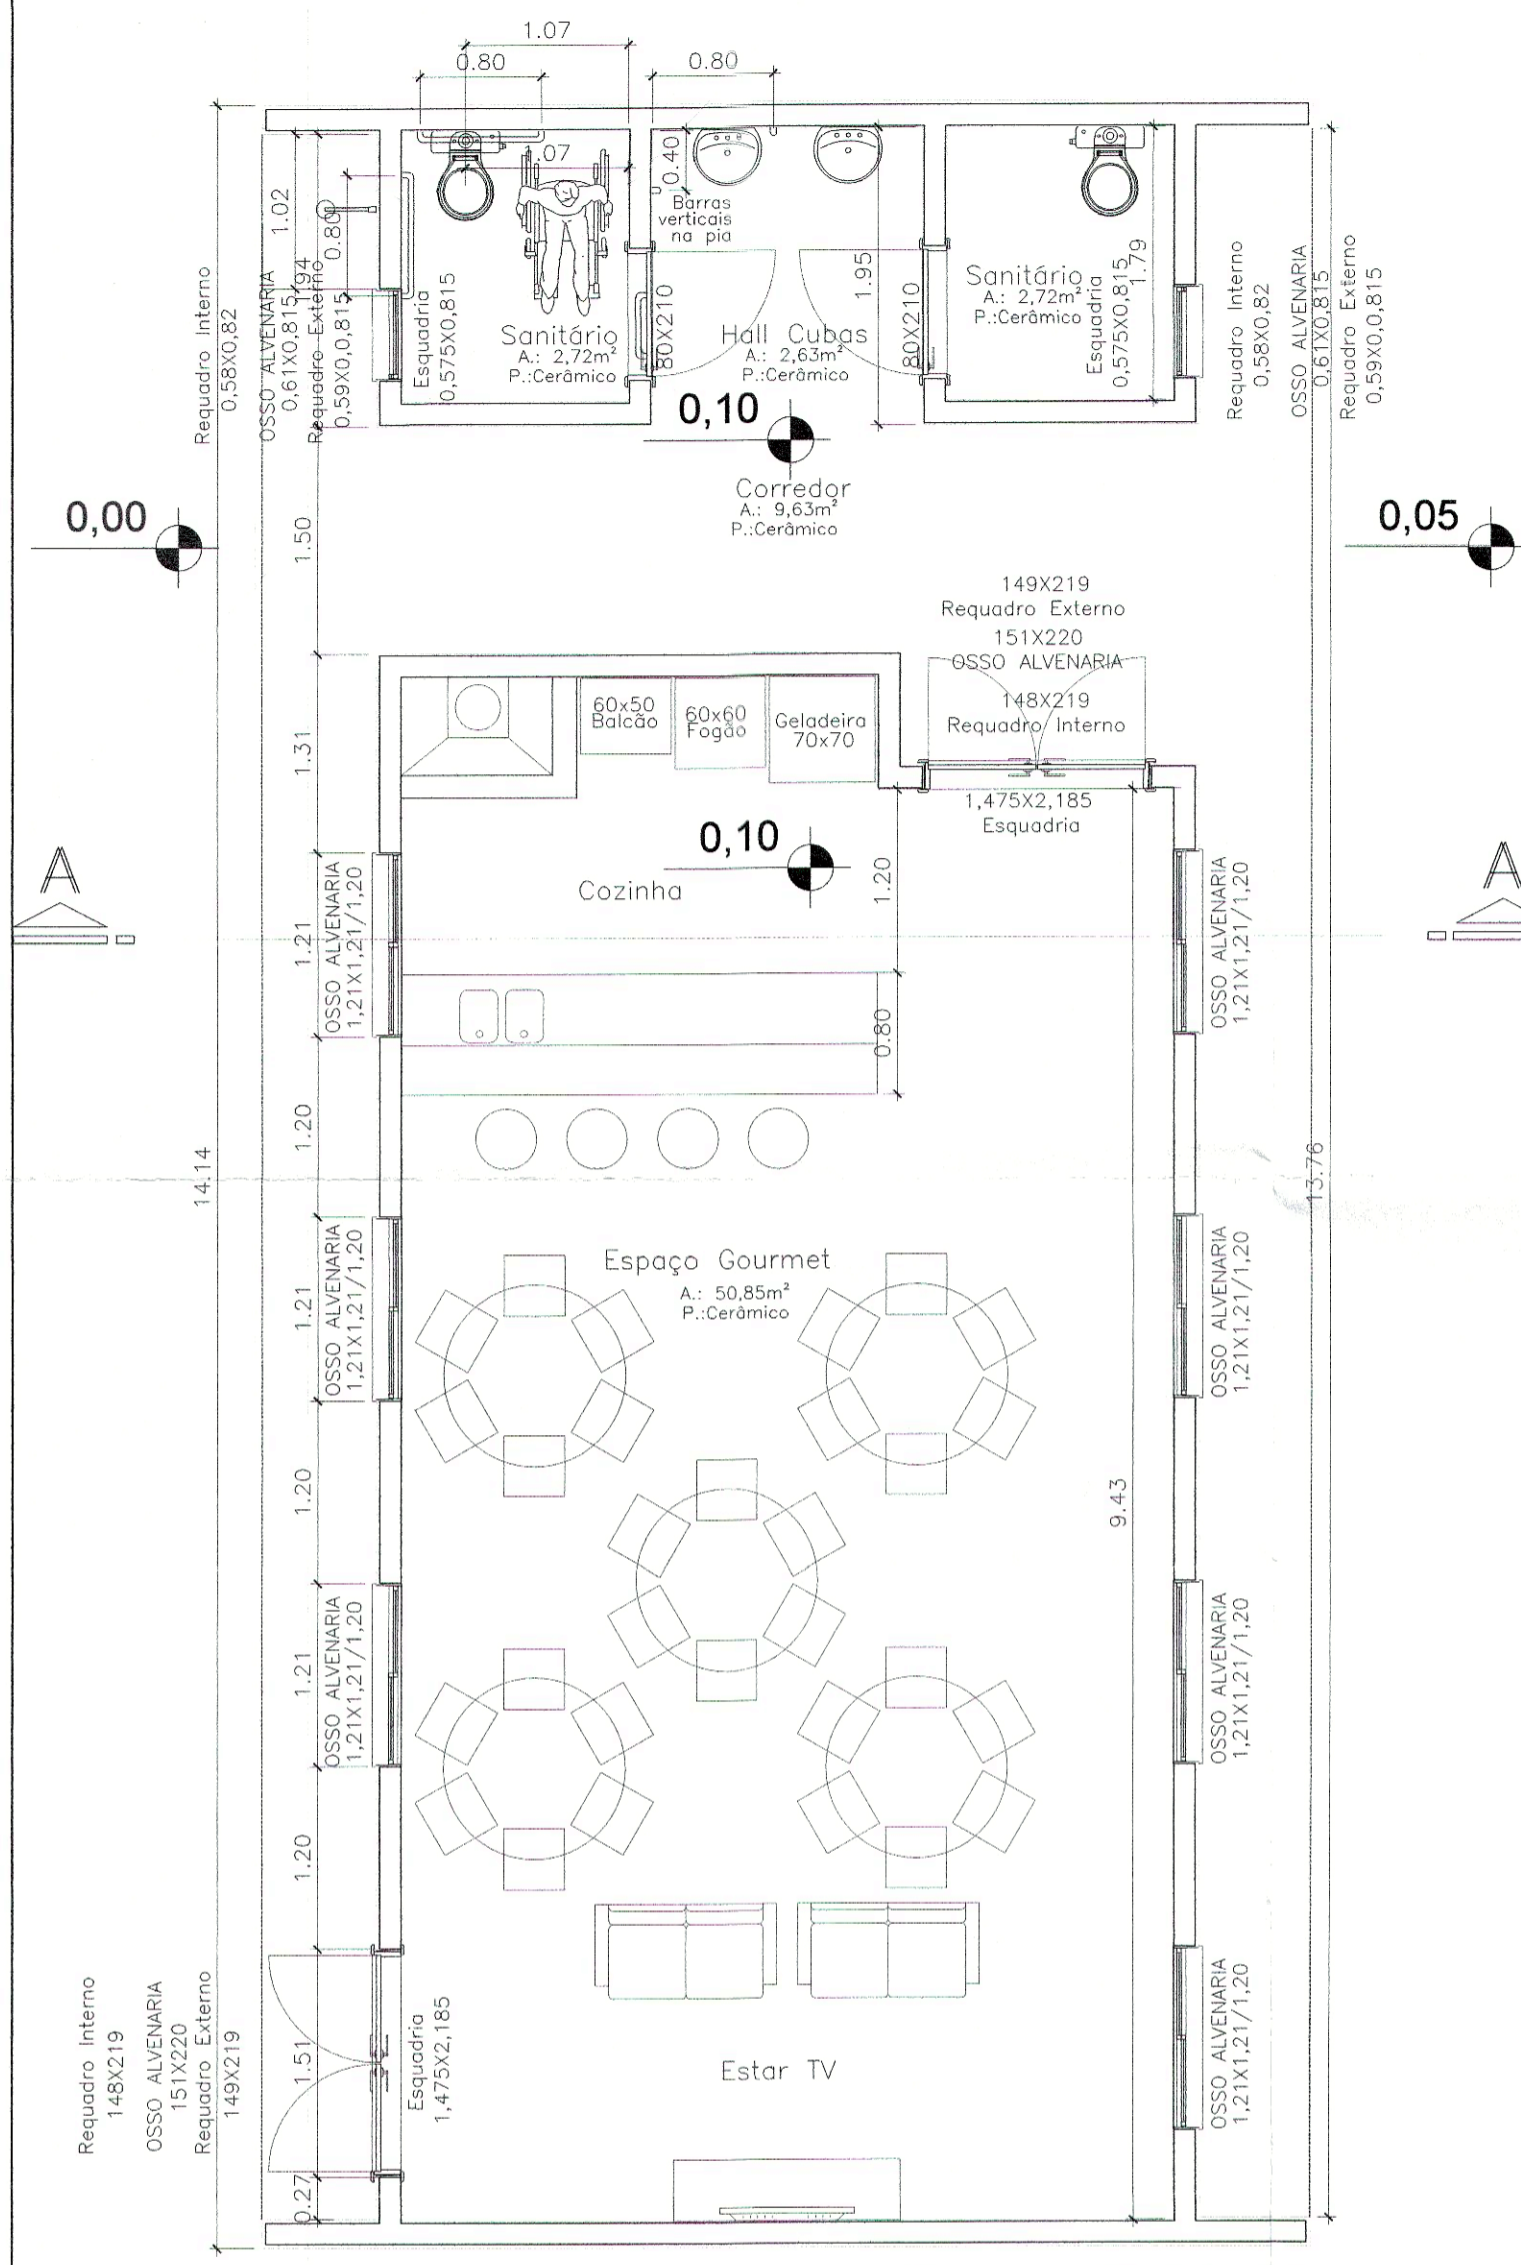 1.07
0.80
0.80
1.07
0.40
Barras
verticais
na pia
1.02
0.80
1.94
Requadro Interno
0,58X0,82
OSSO ALVENARIA
0,61X0,815
Requadro Externo
0,59X0,0,815
Esquadria
0,575X0,815
Sanitário
A.: 2,72m²
P.:Cerâmico
80X210
Hall Cubas
A.: 2,63m²
P.:Cerâmico
1.95
80X210
Sanitário
A.: 2,72m²
P.:Cerâmico
Esquadria
0,575X0,815
1.79
Requadro Interno
0,58X0,82
OSSO ALVENARIA
0,61X0,815
Requadro Externo
0,59X0,0,815
0,10
Corredor
A.: 9,63m²
P.:Cerâmico
0,00
0,05
1.50
149X219
Requadro Externo
151X220
OSSO ALVENARIA
148X219
Requadro Interno
1,475X2,185
Esquadria
60x50
Balcão
60x60
Fogão
Geladeira
70x70
1.31
0,10
Cozinha
1.20
A
A
OSSO ALVENARIA
1,21X1,21/1,20
1.21
OSSO ALVENARIA
1,21X1,21/1,20
0.80
1.20
14.14
13.76
Espaço Gourmet
A.: 50,85m²
P.:Cerâmico
1.21
OSSO ALVENARIA
1,21X1,21/1,20
OSSO ALVENARIA
1,21X1,21/1,20
1.20
9.43
1.21
OSSO ALVENARIA
1,21X1,21/1,20
OSSO ALVENARIA
1,21X1,21/1,20
1.20
Requadro Interno
148X219
OSSO ALVENARIA
151X220
Requadro Externo
149X219
1.51
Esquadria
1,475X2,185
Estar TV
OSSO ALVENARIA
1,21X1,21/1,20
0.27